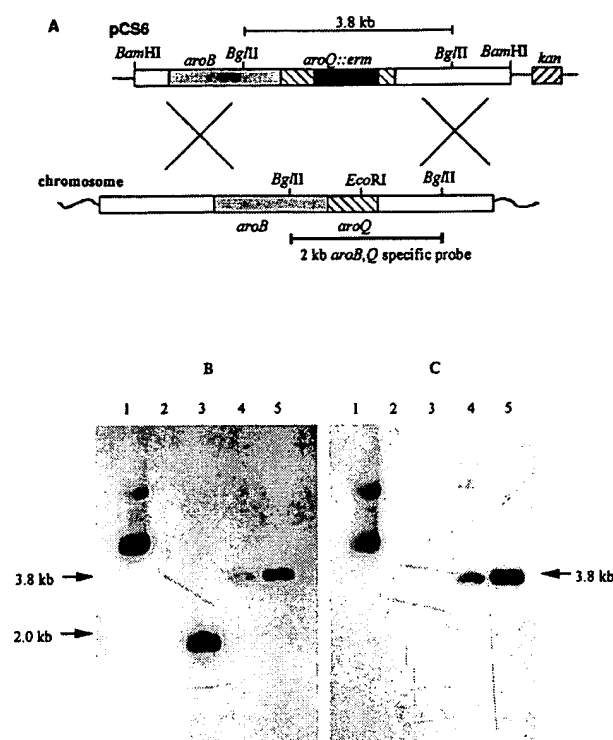 A
pCS6
3.8 kb
BamHI aroB BglII aroQ::erm BglII BamHI kan
chromosome
BglII EcoRI BglII
aroB aroQ
2 kb aroB,Q specific probe
B
1 2 3 4 5
3.8 kb
2.0 kb
C
1 2 3 4 5
3.8 kb